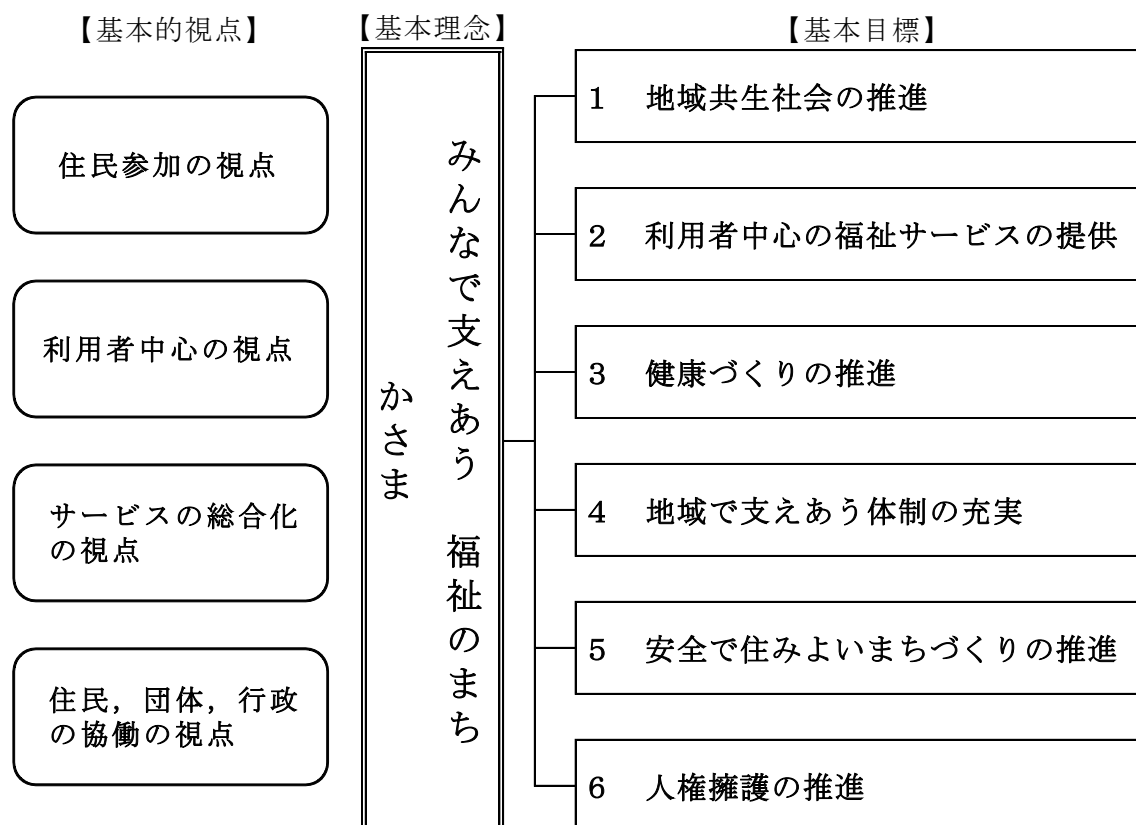 【基本的視点】
住民参加の視点
利用者中心の視点
サービスの総合化
の視点
住民，団体，行政
の協働の視点
【基本理念】
みんなで支えあう　福祉のまち
かさま
【基本目標】
1　地域共生社会の推進
2　利用者中心の福祉サービスの提供
3　健康づくりの推進
4　地域で支えあう体制の充実
5　安全で住みよいまちづくりの推進
6　人権擁護の推進